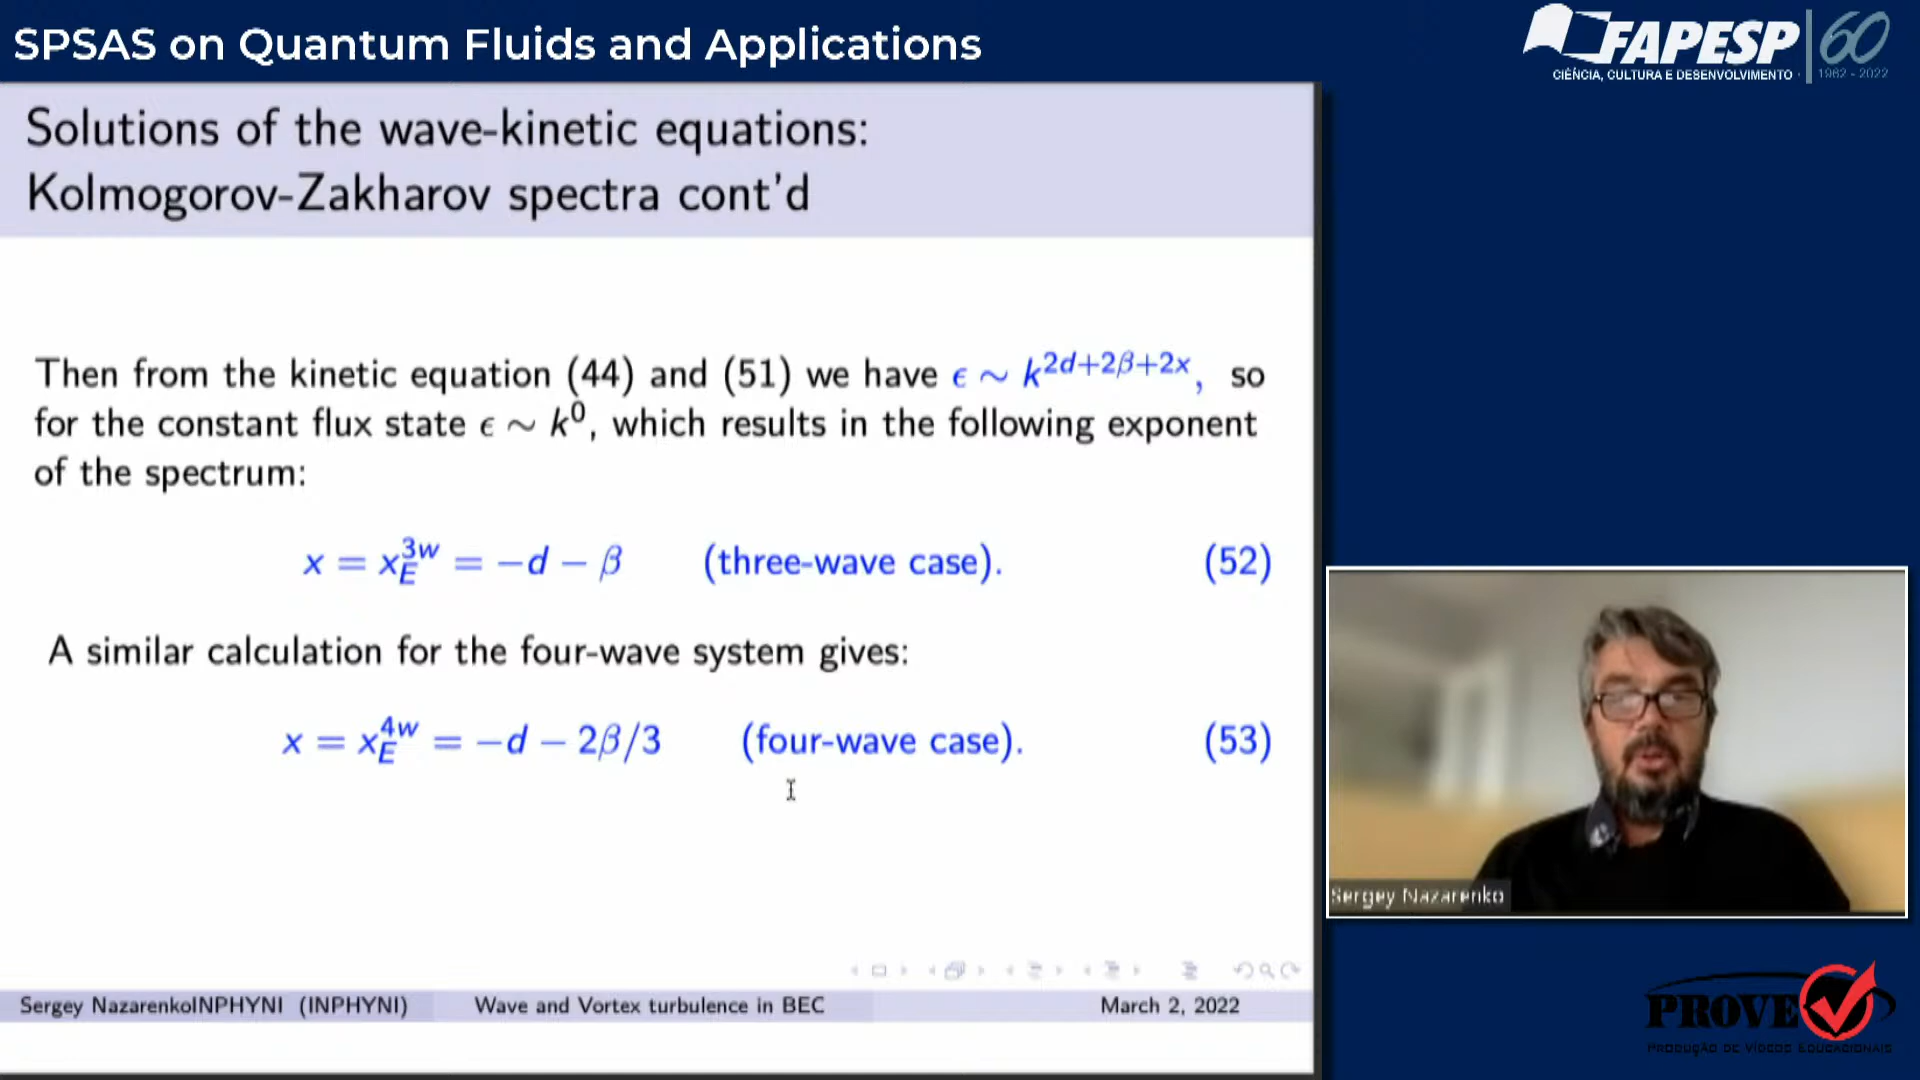 SPSAS on Quantum Fluids and Applications
FAPESP 60
CIÊNCIA, CULTURA E DESENVOLVIMENTO 1962 - 2022
Solutions of the wave-kinetic equations:
Kolmogorov-Zakharov spectra cont'd
Then from the kinetic equation (44) and (51) we have ϵ ∼ k^{2d+2β+2x}, so
for the constant flux state ϵ ∼ k^0, which results in the following exponent
of the spectrum:
x = x_E^{3w} = −d − β (three-wave case). (52)
A similar calculation for the four-wave system gives:
x = x_E^{4w} = −d − 2β/3 (four-wave case). (53)
Sergey Nazarenko
Sergey NazarenkoINPHYNI (INPHYNI) Wave and Vortex turbulence in BEC March 2, 2022
PROVE
PRODUÇÃO DE VÍDEOS EDUCACIONAIS